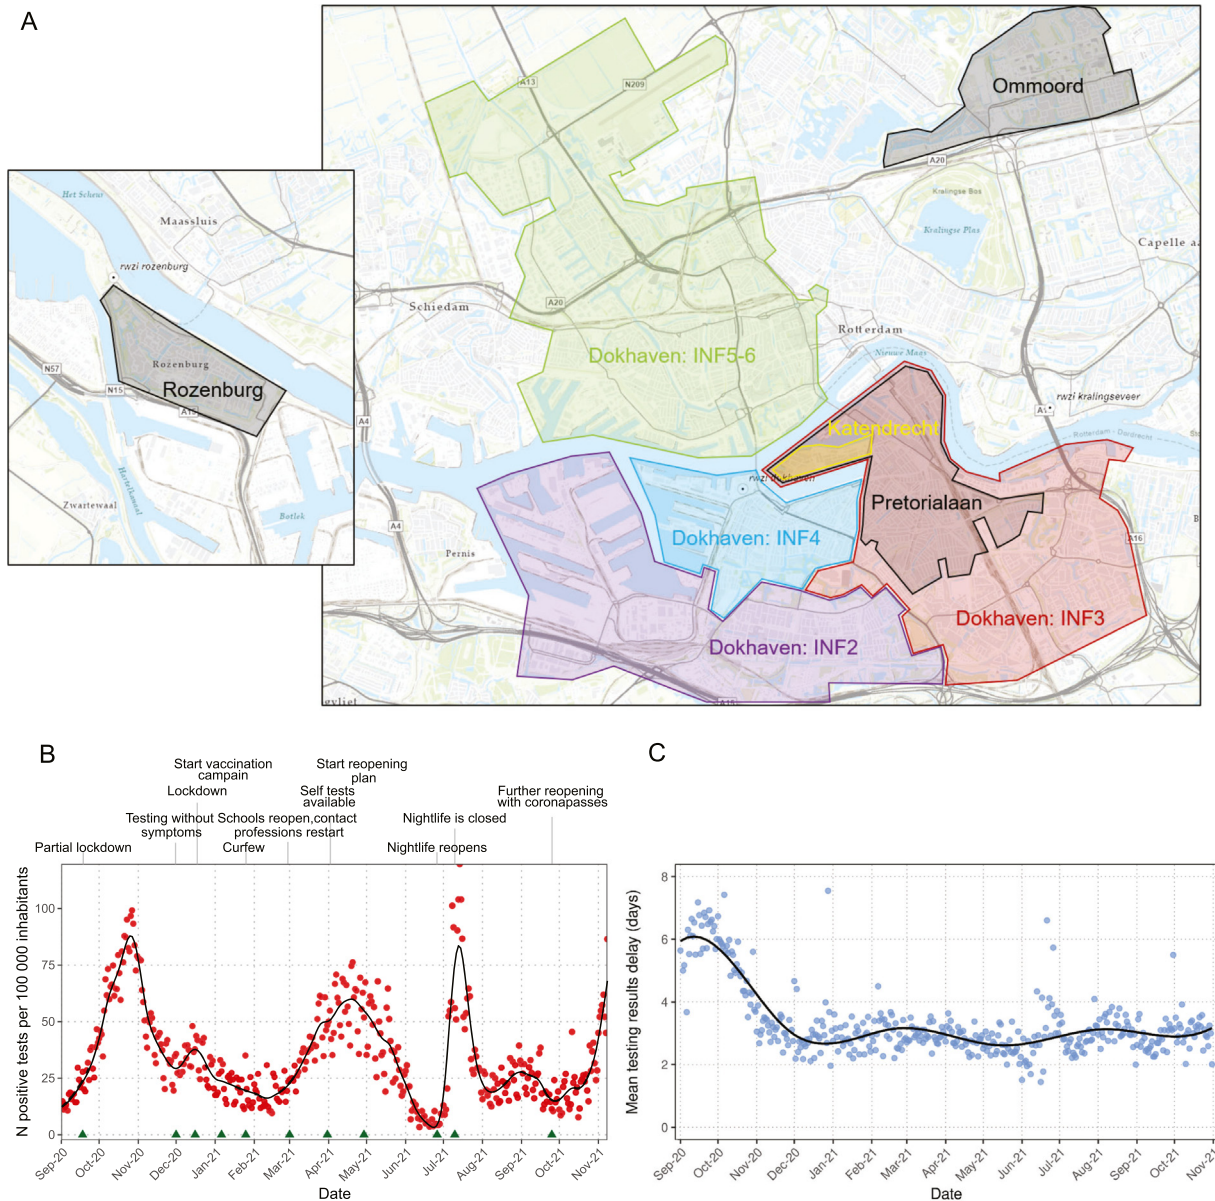 A
A13
N209
Ommoord
A20
Kralingse Bos
Kralingse Plas
Capelle a
Het Scheur
Maassluis
rwzi rozenburg
Schiedam
A20
Rotterdam
Dokhaven: INF5-6
Nieuwe Maas
Rozenburg
Rozenburg
N57
N15
A15
A4
rwzi kralingseveer
Katendrecht
Rotterdam - Dordrecht
Hartelkanaal
Zwartewaal
Botlek
Pretorialaan
A4
Pernis
Dokhaven: INF4
A16
Dokhaven: INF3
Dokhaven: INF2
A15
gvliet
B
Start vaccination
campain
Start reopening
plan
Lockdown
Self tests
available
Further reopening
with coronapasses
Testing without
symptoms
Schools reopen,contact
professions restart
Nightlife is closed
Partial lockdown
Curfew
Nightlife reopens
N positive tests per 100 000 inhabitants
100
75
50
25
0
Sep-20
Oct-20
Nov-20
Dec-20
Jan-21
Feb-21
Mar-21
Apr-21
May-21
Jun-21
Jul-21
Aug-21
Sep-21
Oct-21
Nov-21
Date
C
Mean testing results delay (days)
8
6
4
2
0
Sep-20
Oct-20
Nov-20
Dec-20
Jan-21
Feb-21
Mar-21
Apr-21
May-21
Jun-21
Jul-21
Aug-21
Sep-21
Oct-21
Nov-21
Date